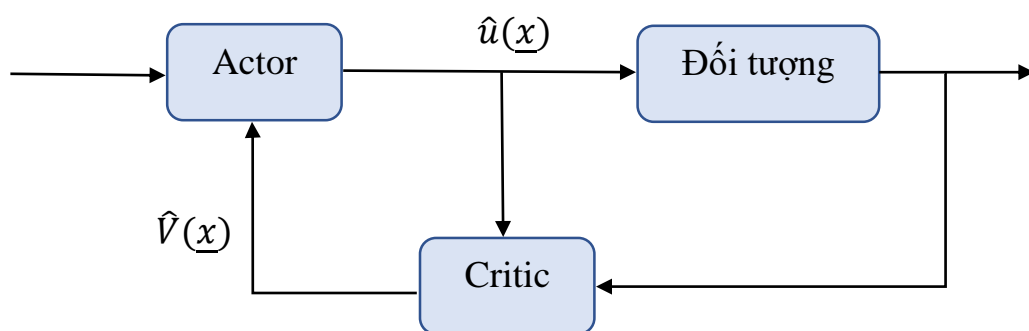 û(x)
Actor
Đối tượng
V̂(x)
Critic